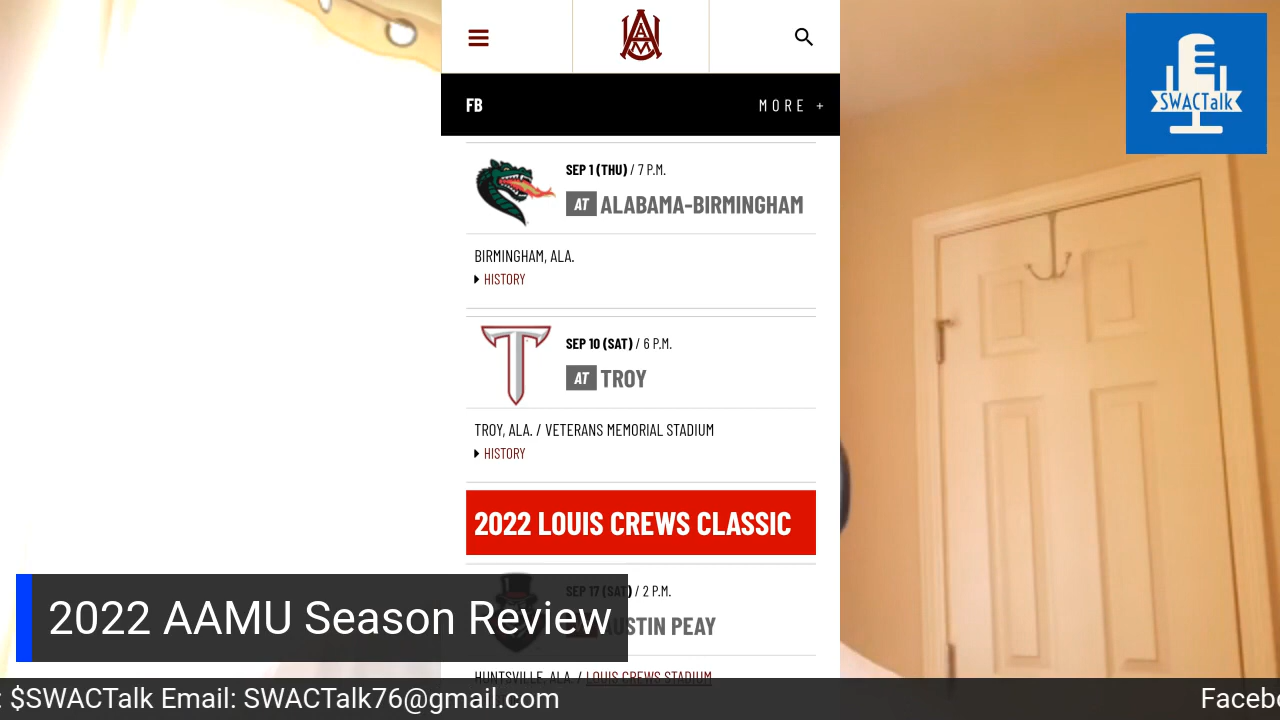 FB
MORE +
SWACTalk
SEP 1 (THU) / 7 P.M.
AT ALABAMA-BIRMINGHAM
BIRMINGHAM, ALA.
HISTORY
SEP 10 (SAT) / 6 P.M.
AT TROY
TROY, ALA. / VETERANS MEMORIAL STADIUM
HISTORY
2022 LOUIS CREWS CLASSIC
SEP 17 (SAT) / 2 P.M.
AUSTIN PEAY
2022 AAMU Season Review
HUNTSVILLE, ALA. / LOUIS CREWS STADIUM
: $SWACTalk Email: SWACTalk76@gmail.com
Facebo